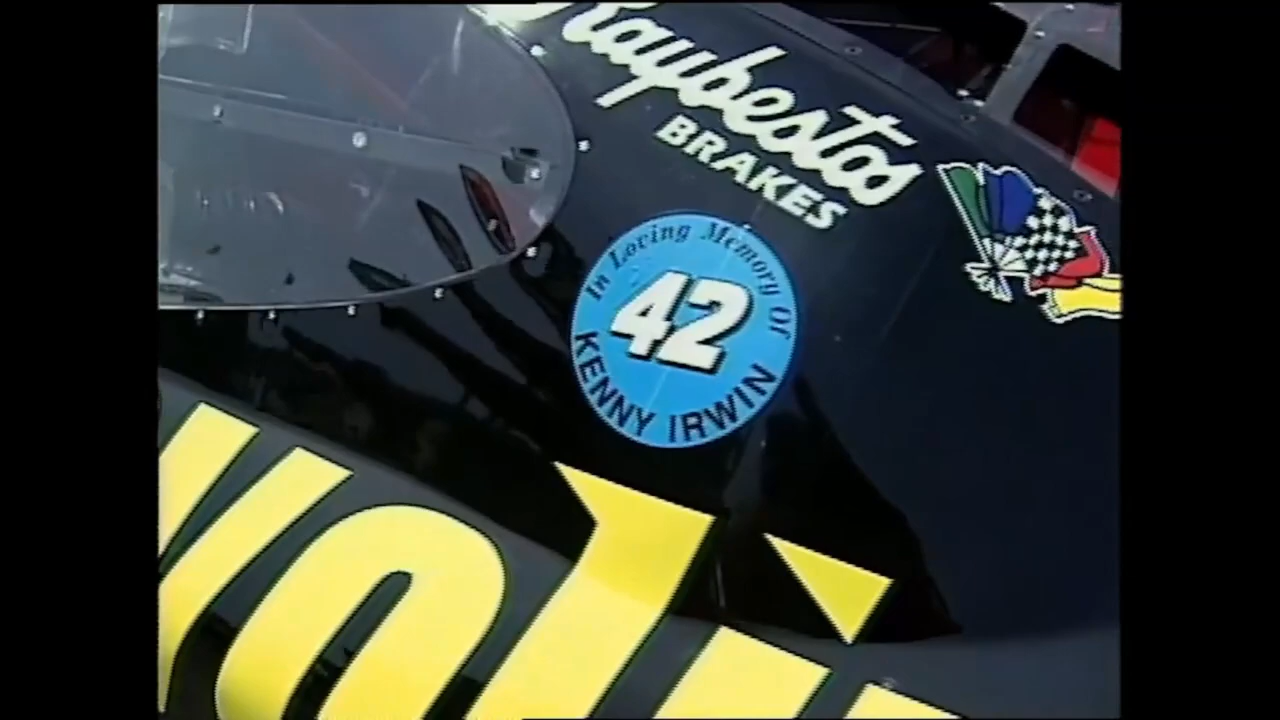 Raybestos
BRAKES
In Loving Memory Of
42
KENNY IRWIN